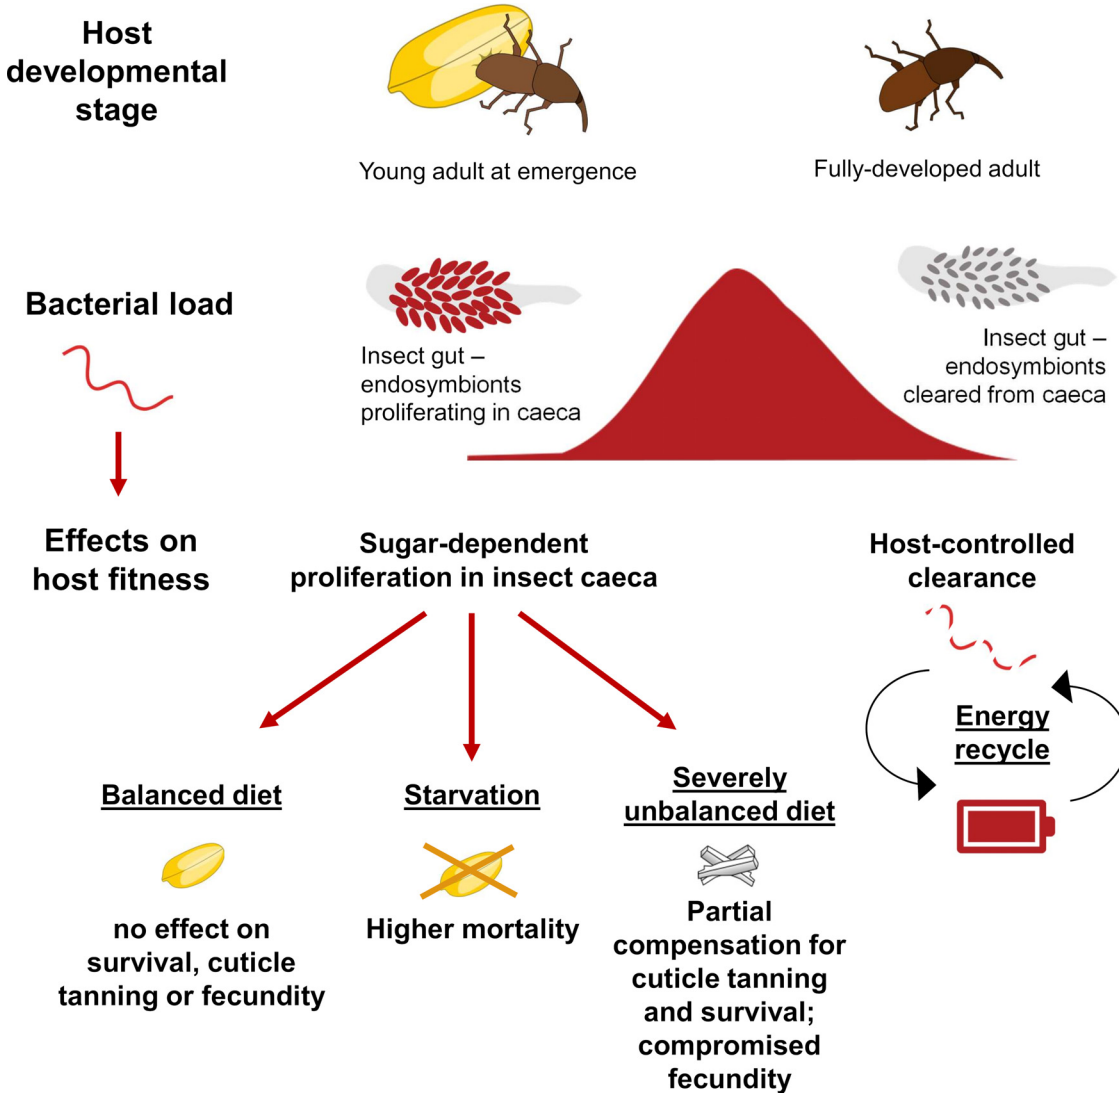 Host
developmental
stage
Young adult at emergence
Fully-developed adult
Bacterial load
Insect gut –
endosymbionts
proliferating in caeca
Insect gut –
endosymbionts
cleared from caeca
Effects on
host fitness
Sugar-dependent
proliferation in insect caeca
Host-controlled
clearance
Energy
recycle
Balanced diet
no effect on
survival, cuticle
tanning or fecundity
Starvation
Higher mortality
Severely
unbalanced diet
Partial
compensation for
cuticle tanning
and survival;
compromised
fecundity